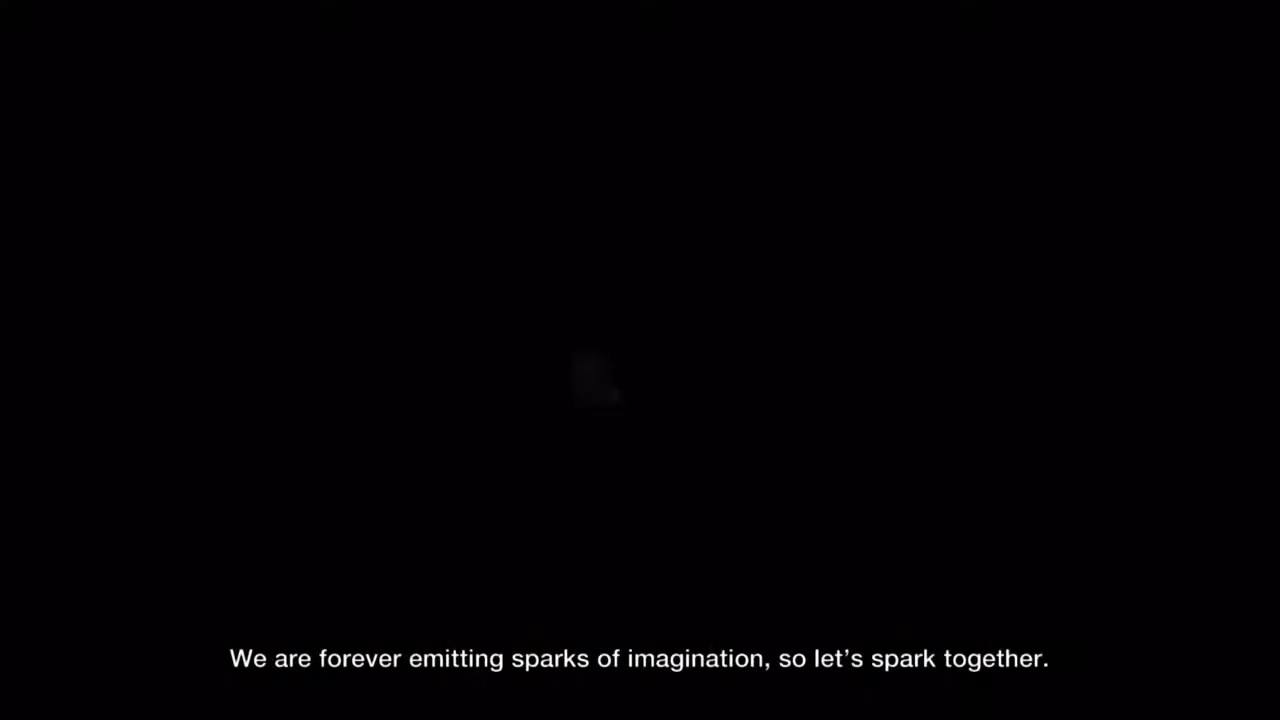 We are forever emitting sparks of imagination, so let’s spark together.